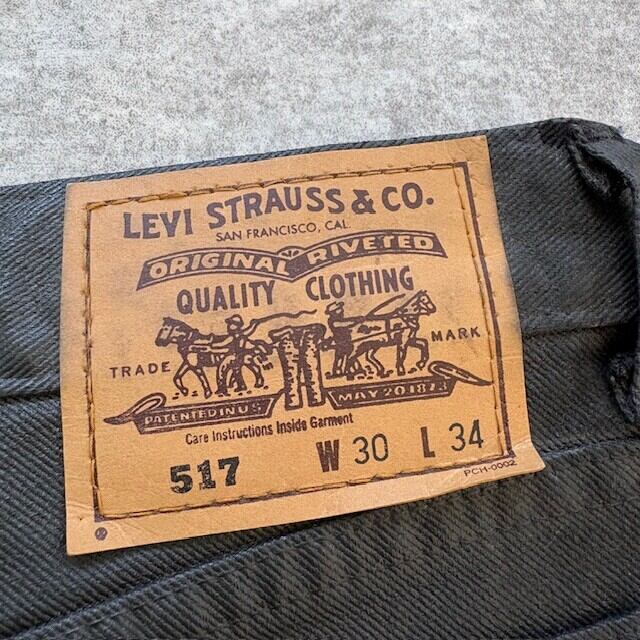 LEVI STRAUSS & CO.
SAN FRANCISCO, CAL
ORIGINAL RIVETED
QUALITY CLOTHING
TRADE MARK
PATENTED IN U.S. MAY 20 1873
Care Instructions Inside Garment
517 W 30 L 34
PCH-0002